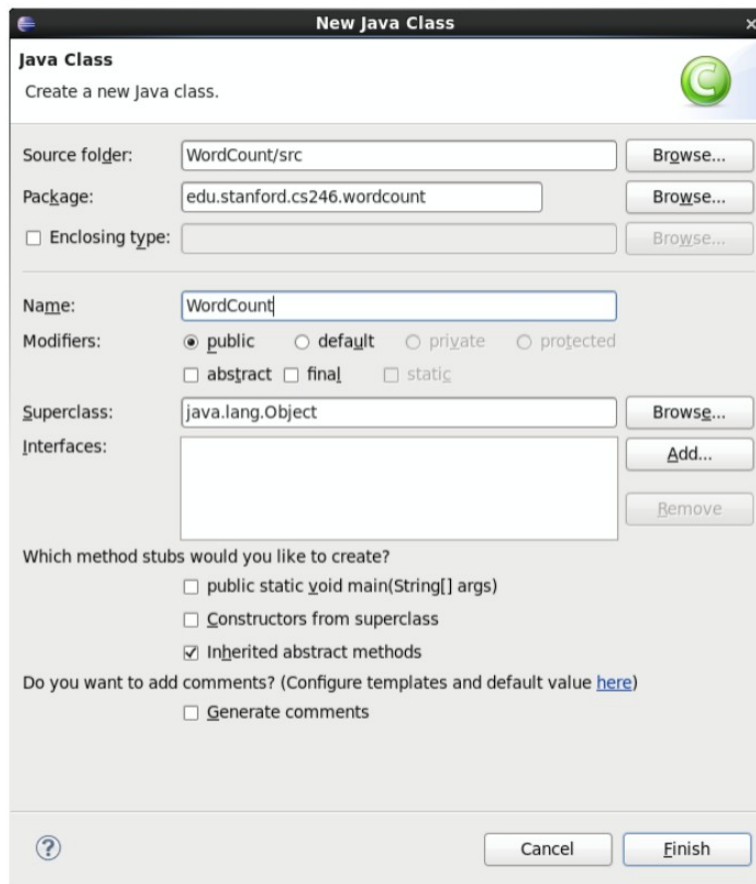 New Java Class
Java Class
Create a new Java class.
Source folder: WordCount/src Browse...
Package: edu.stanford.cs246.wordcount Browse...
Enclosing type: Browse...
Name: WordCount
Modifiers: public default private protected
abstract final static
Superclass: java.lang.Object Browse...
Interfaces: Add...
Remove
Which method stubs would you like to create?
public static void main(String[] args)
Constructors from superclass
Inherited abstract methods
Do you want to add comments? (Configure templates and default value here)
Generate comments
? Cancel Finish